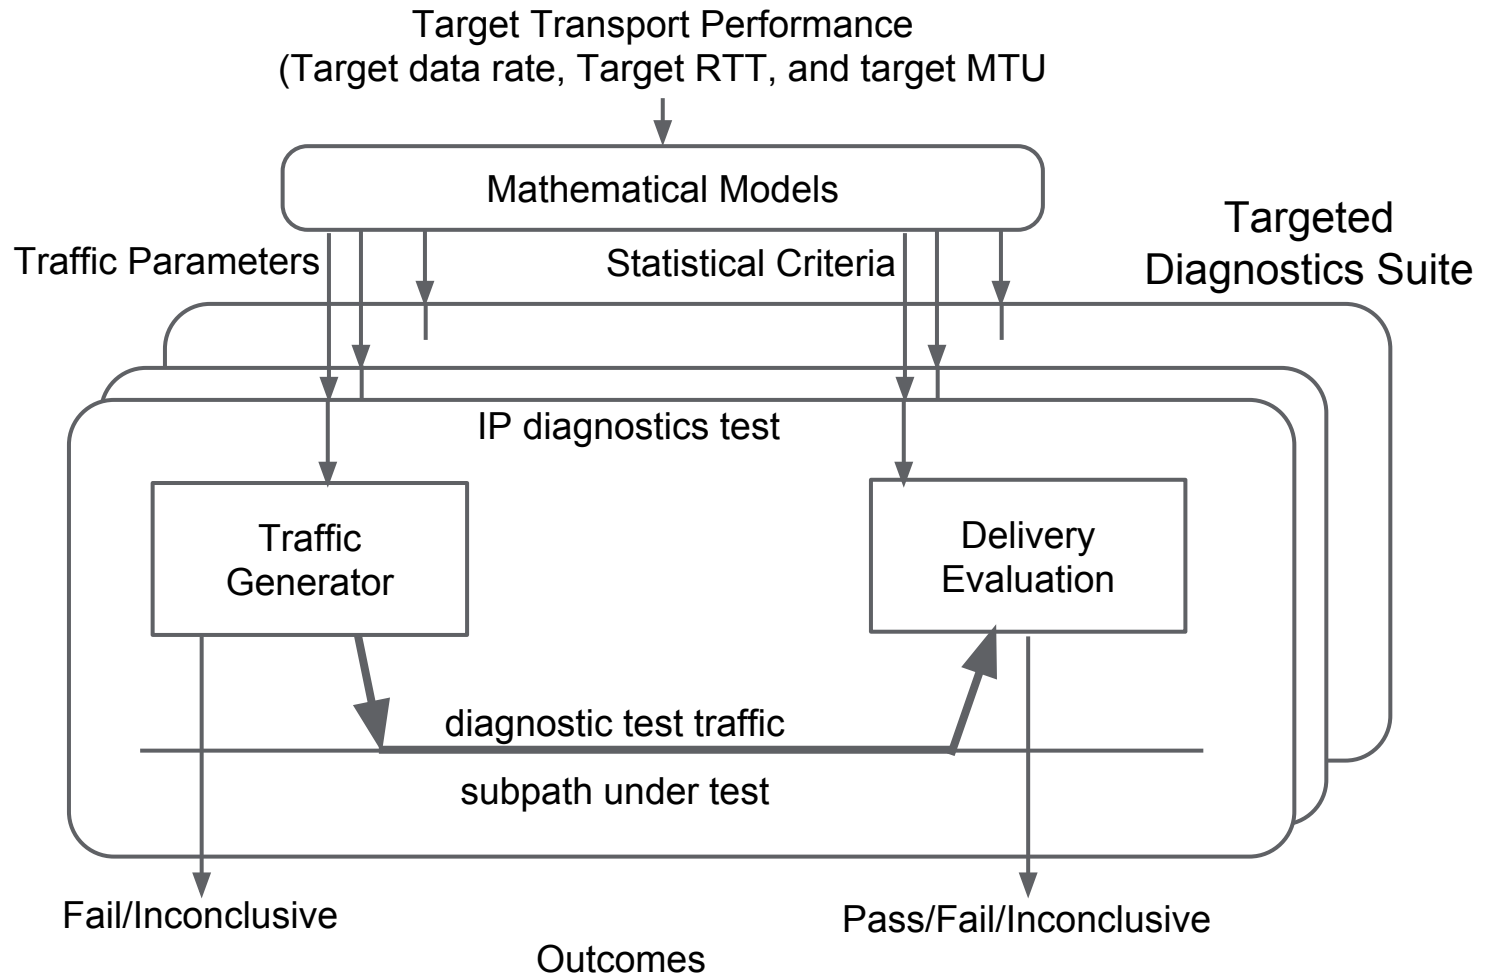 Target Transport Performance
(Target data rate, Target RTT, and target MTU
Mathematical Models
Targeted
Diagnostics Suite
Traffic Parameters
Statistical Criteria
IP diagnostics test
Traffic
Generator
Delivery
Evaluation
diagnostic test traffic
subpath under test
Fail/Inconclusive
Pass/Fail/Inconclusive
Outcomes